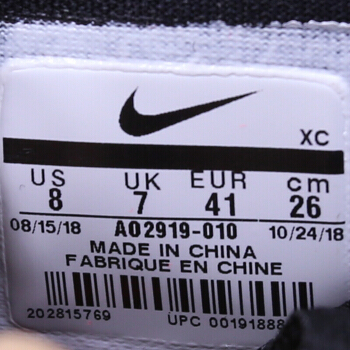 XC
US UK EUR cm
8 7 41 26
08/15/18 AO2919-010 10/24/18
MADE IN CHINA
FABRIQUE EN CHINE
202815769 UPC 00191888